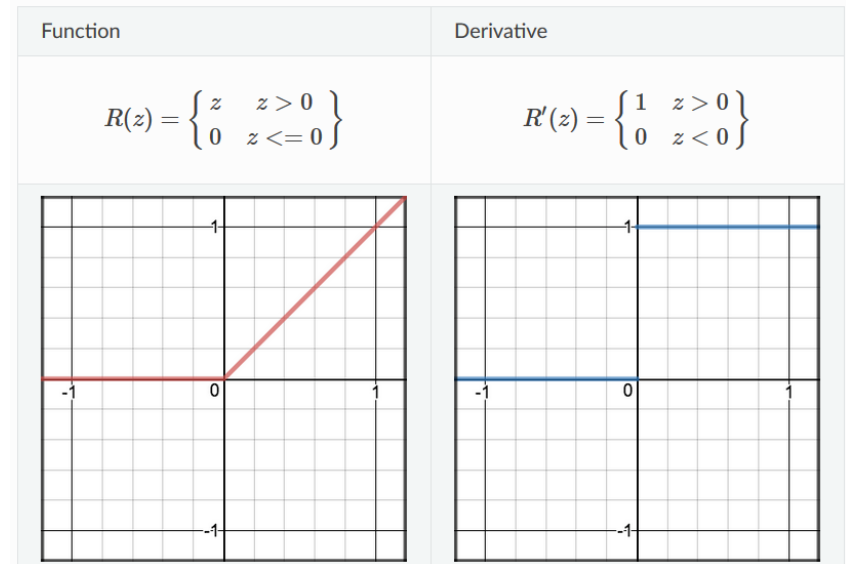 Function
Derivative
R(z) = { z z > 0
0 z <= 0 }
R′(z) = { 1 z > 0
0 z < 0 }
1
-1
0
1
-1
1
-1
0
1
-1